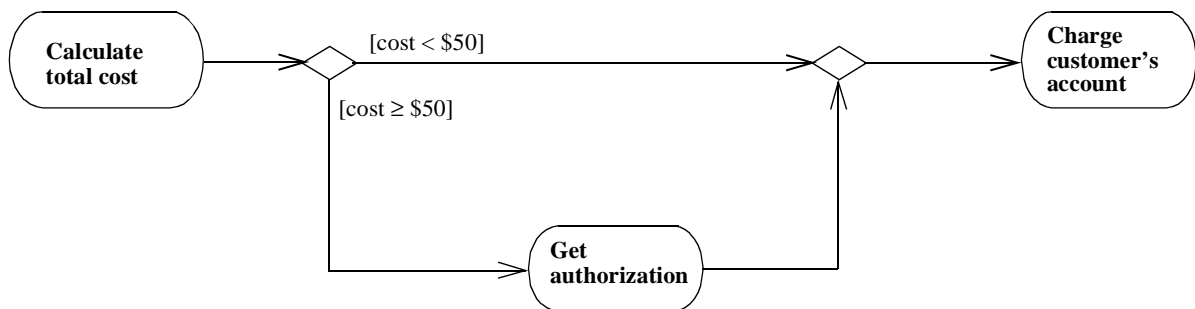 Calculate
total cost
[cost < $50]
[cost ≥ $50]
Get
authorization
Charge
customer’s
account